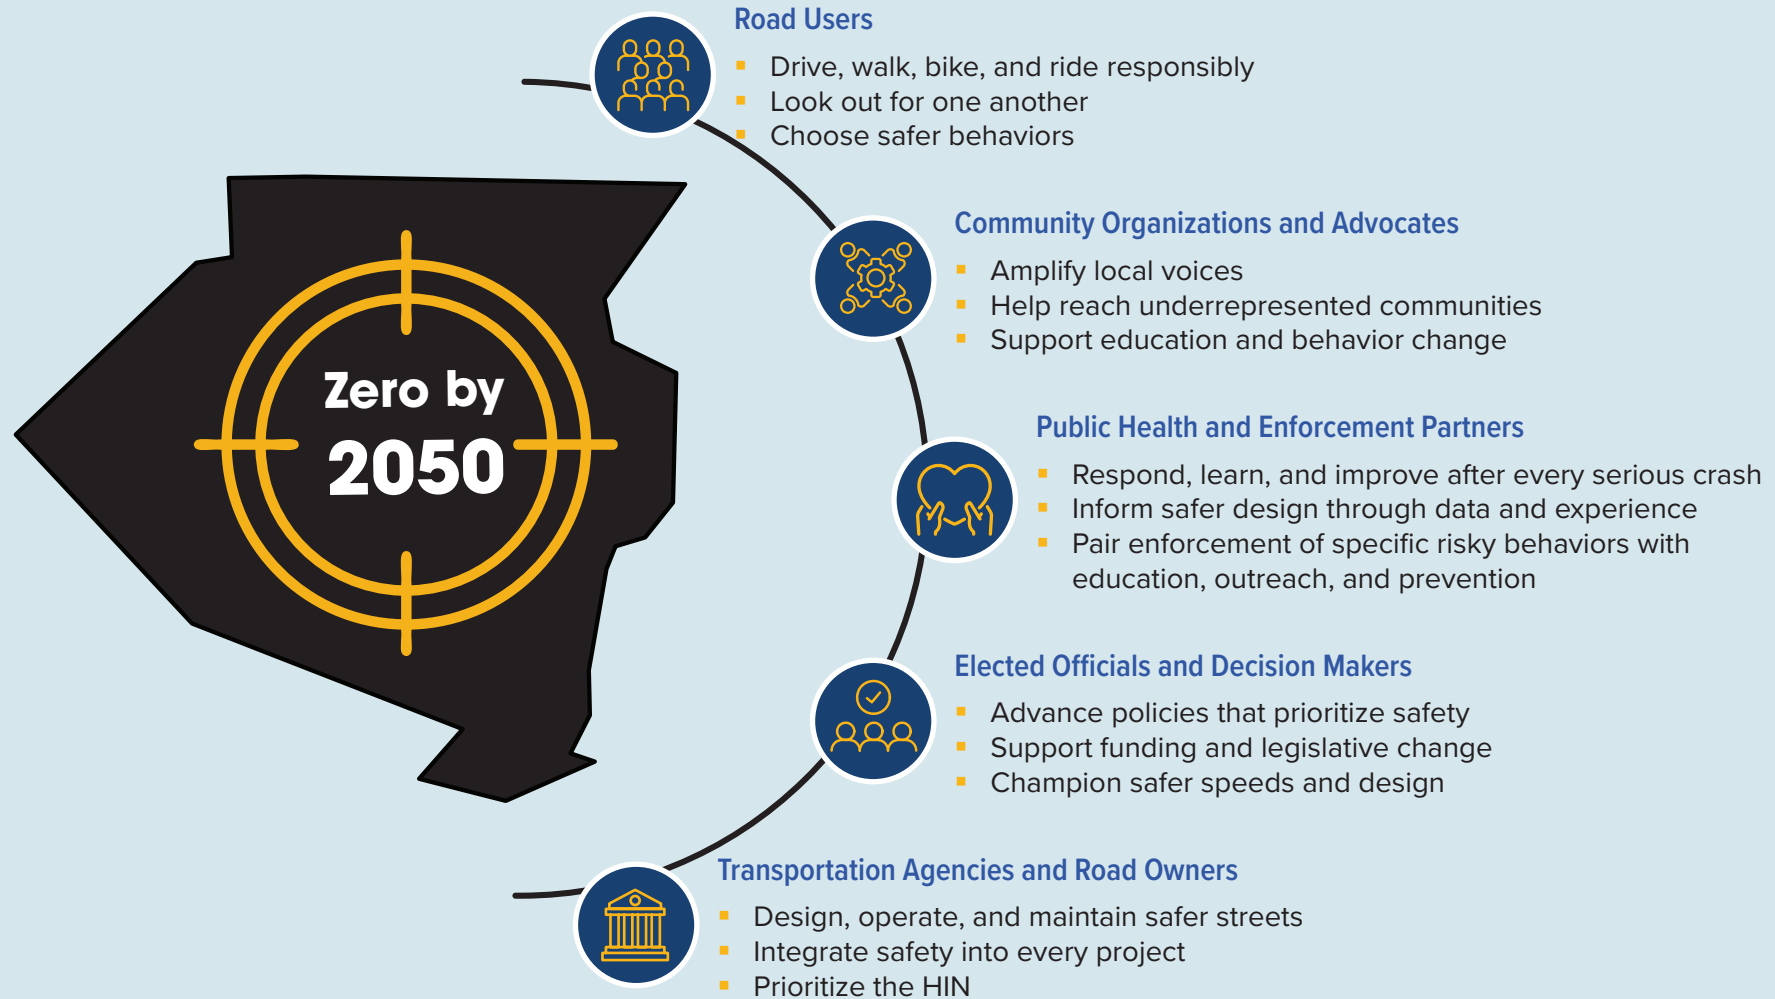 Zero by
2050
Road Users
Drive, walk, bike, and ride responsibly
Look out for one another
Choose safer behaviors
Community Organizations and Advocates
Amplify local voices
Help reach underrepresented communities
Support education and behavior change
Public Health and Enforcement Partners
Respond, learn, and improve after every serious crash
Inform safer design through data and experience
Pair enforcement of specific risky behaviors with
education, outreach, and prevention
Elected Officials and Decision Makers
Advance policies that prioritize safety
Support funding and legislative change
Champion safer speeds and design
Transportation Agencies and Road Owners
Design, operate, and maintain safer streets
Integrate safety into every project
Prioritize the HIN